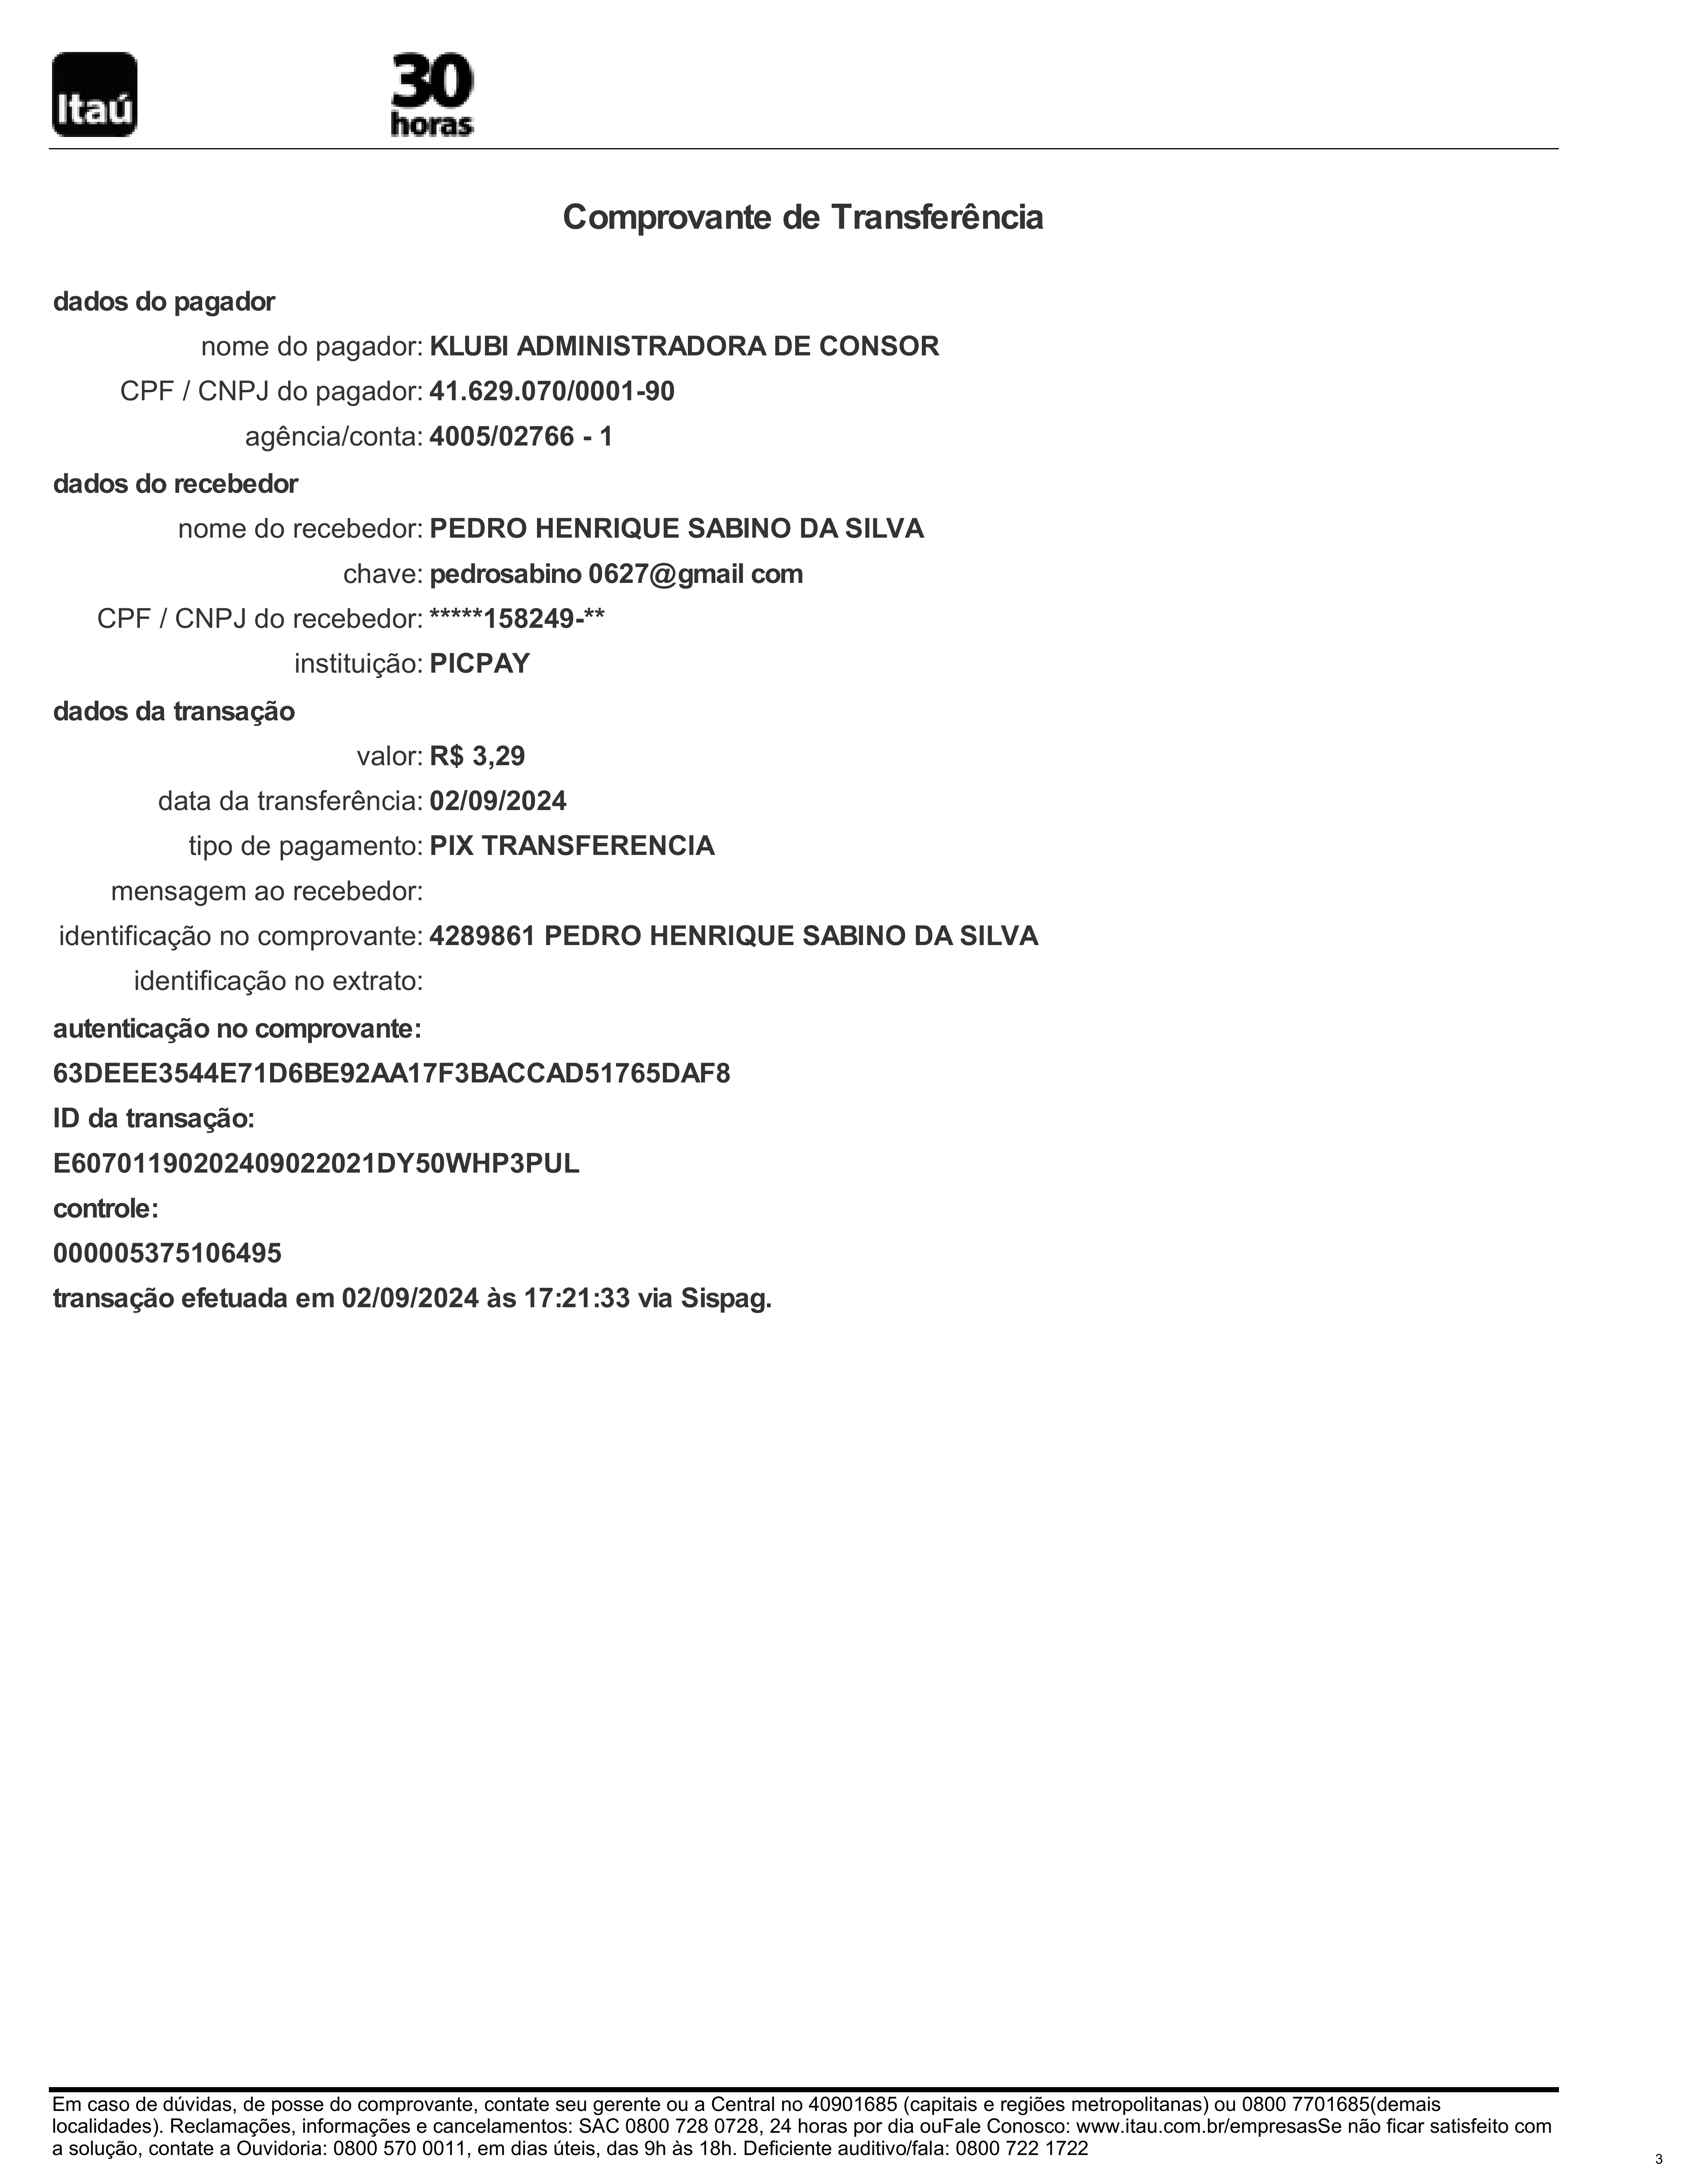 Itaú
30
horas
Comprovante de Transferência
dados do pagador
nome do pagador: KLUBI ADMINISTRADORA DE CONSOR
CPF / CNPJ do pagador: 41.629.070/0001-90
agência/conta: 4005/02766 - 1
dados do recebedor
nome do recebedor: PEDRO HENRIQUE SABINO DA SILVA
chave: pedrosabino 0627@gmail com
CPF / CNPJ do recebedor: *****158249-**
instituição: PICPAY
dados da transação
valor: R$ 3,29
data da transferência: 02/09/2024
tipo de pagamento: PIX TRANSFERENCIA
mensagem ao recebedor:
identificação no comprovante: 4289861 PEDRO HENRIQUE SABINO DA SILVA
identificação no extrato:
autenticação no comprovante:
63DEEE3544E71D6BE92AA17F3BACCAD51765DAF8
ID da transação:
E60701190202409022021DY50WHP3PUL
controle:
000005375106495
transação efetuada em 02/09/2024 às 17:21:33 via Sispag.
Em caso de dúvidas, de posse do comprovante, contate seu gerente ou a Central no 40901685 (capitais e regiões metropolitanas) ou 0800 7701685(demais
localidades). Reclamações, informações e cancelamentos: SAC 0800 728 0728, 24 horas por dia ouFale Conosco: www.itau.com.br/empresasSe não ficar satisfeito com
a solução, contate a Ouvidoria: 0800 570 0011, em dias úteis, das 9h às 18h. Deficiente auditivo/fala: 0800 722 1722
3